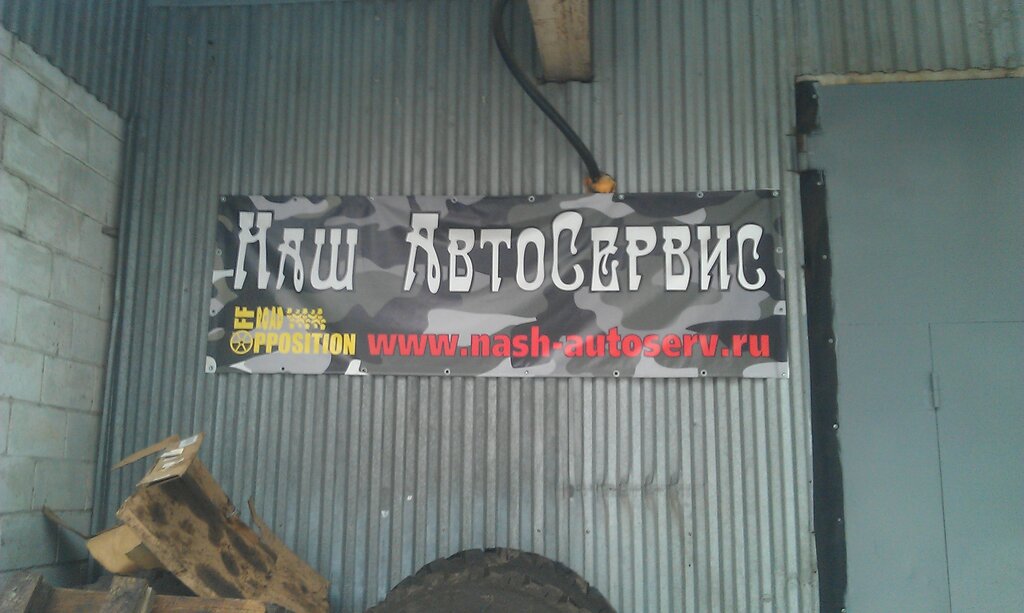 Наш АвтоСервис
OFF ROAD
OPPOSITION
www.nash-autoserv.ru